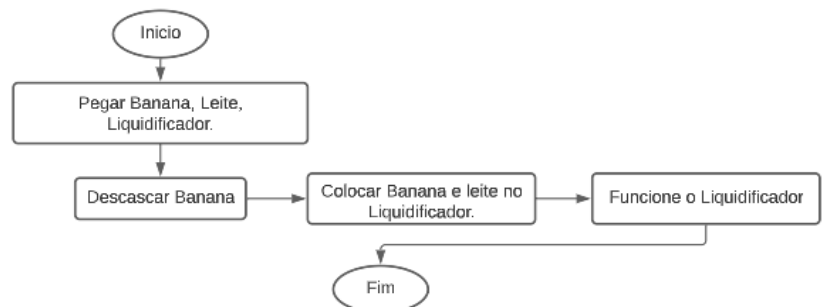 Inicio
Pegar Banana, Leite,
Liquidificador.
Descascar Banana
Colocar Banana e leite no
Liquidificador.
Funcione o Liquidificador
Fim